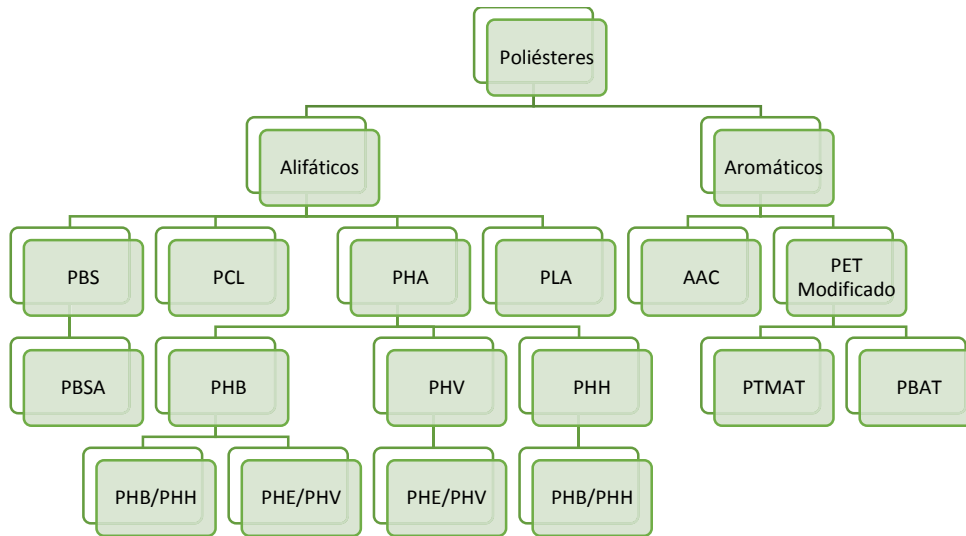 Poliésteres
Alifáticos
Aromáticos
PBS
PCL
PHA
PLA
AAC
PET
Modificado
PBSA
PHB
PHV
PHH
PTMAT
PBAT
PHB/PHH
PHE/PHV
PHE/PHV
PHB/PHH